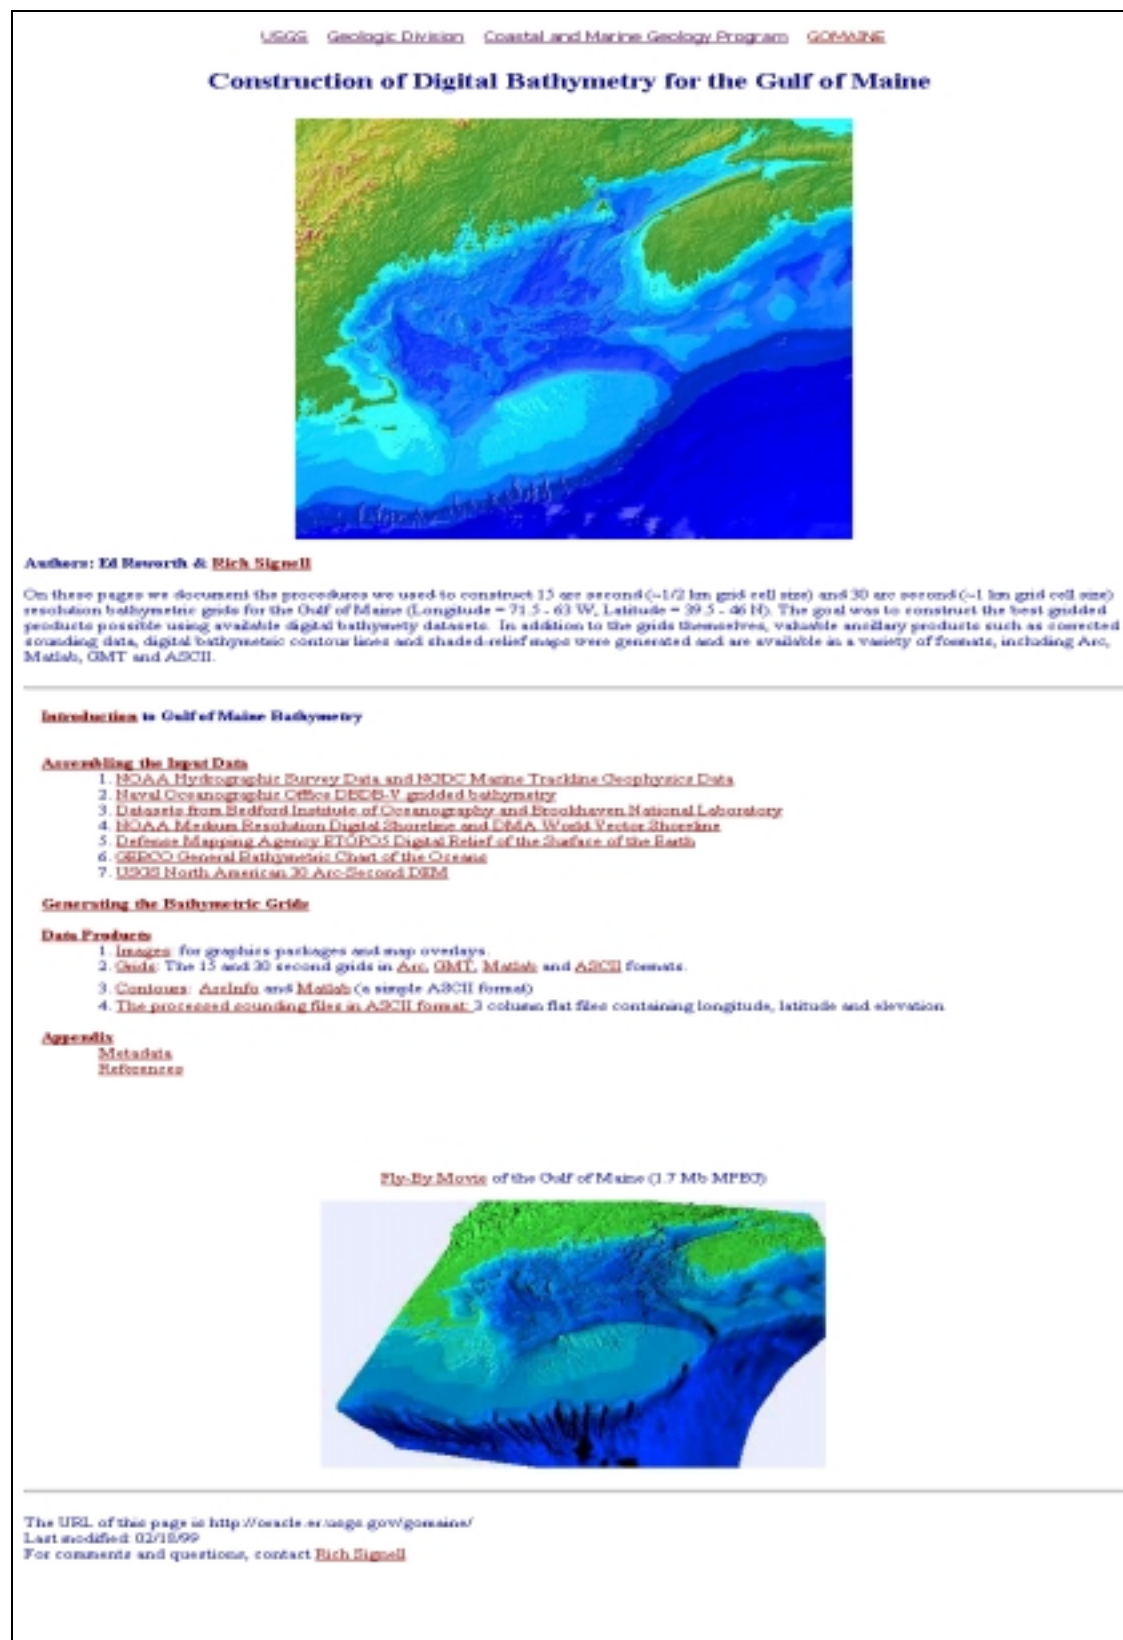 USGS Geologic Division Coastal and Marine Geology Program GOMAINE
Construction of Digital Bathymetry for the Gulf of Maine
Authors: Ed Roworth & Rich Signell
On these pages we document the procedures we used to construct 15 arc second (~1/2 km grid cell size) and 30 arc second (~1 km grid cell size)
resolution bathymetric grids for the Gulf of Maine (Longitude = 71.5 - 63 W, Latitude = 39.5 - 46 N). The goal was to construct the best gridded
products possible using available digital bathymety datasets. In addition to the grids themselves, valuable ancillary products such as corrected
sounding data, digital bathymetric contour lines and shaded-relief maps were generated and are available in a variety of formats, including Arc,
Matlab, GMT and ASCII.
Introduction to Gulf of Maine Bathymetry
Assembling the Input Data
1. NOAA Hydrographic Survey Data and NGDC Marine Trackline Geophysics Data
2. Naval Oceanographic Office DBDB-V gridded bathymetry
3. Datasets from Bedford Institute of Oceanography and Brookhaven National Laboratory
4. NOAA Medium Resolution Digital Shoreline and DMA World Vector Shoreline
5. Defense Mapping Agency ETOPO5 Digital Relief of the Surface of the Earth
6. GEBCO General Bathymetric Chart of the Oceans
7. USGS North American 30 Arc-Second DEM
Generating the Bathymetric Grids
Data Products
1. Images: for graphics packages and map overlays.
2. Grids: The 15 and 30 second grids in Arc, GMT, Matlab and ASCII formats.
3. Contours: ArcInfo and Matlab (a simple ASCII format)
4. The processed sounding files in ASCII format: 3 column flat files containing longitude, latitude and elevation
Appendix
Metadata
References
Fly-By Movie of the Gulf of Maine (1.7 Mb MPEG)
The URL of this page is http://oracle.er.usgs.gov/gomaine/
Last modified: 02/18/99
For comments and questions, contact Rich Signell